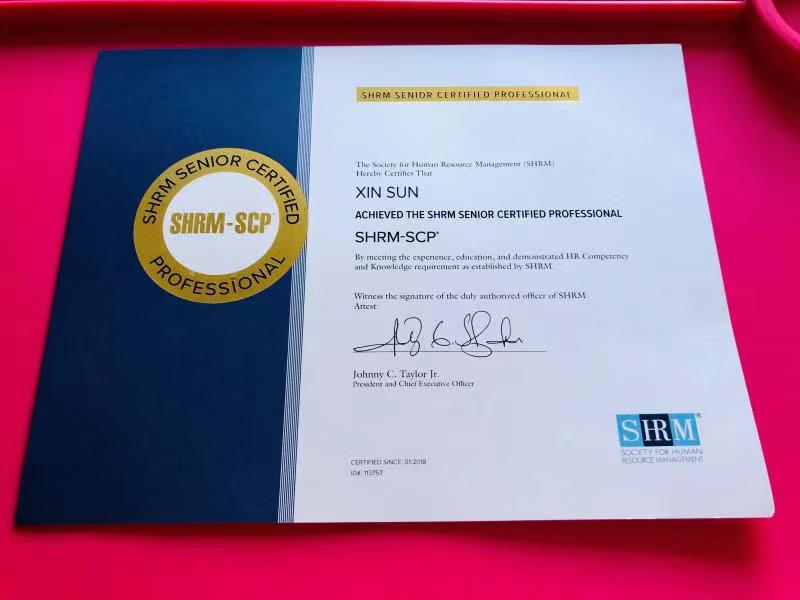 SHRM SENIOR CERTIFIED
SHRM-SCP™
PROFESSIONAL
SHRM SENIOR CERTIFIED PROFESSIONAL
The Society for Human Resource Management (SHRM)
Hereby Certifies That
XIN SUN
ACHIEVED THE SHRM SENIOR CERTIFIED PROFESSIONAL
SHRM-SCP®
By meeting the experience, education, and demonstrated HR Competency
and Knowledge requirement as established by SHRM.
Witness the signature of the duly authorized officer of SHRM:
Attest:
Johnny C. Taylor Jr.
President and Chief Executive Officer
CERTIFIED SINCE: 01/2018
ID#: 113757
SHRM®
SOCIETY FOR HUMAN
RESOURCE MANAGEMENT